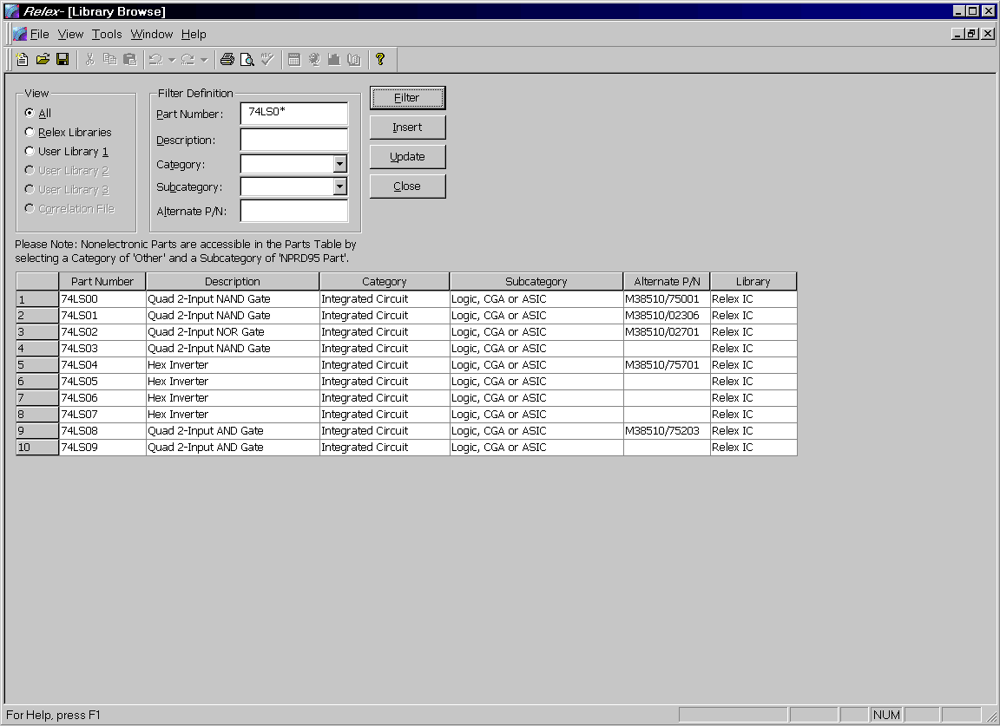 Relex- [Library Browse]
File View Tools Window Help
View
All
Relex Libraries
User Library 1
User Library 2
User Library 3
Correlation File
Filter Definition
Part Number: 74LS0*
Description:
Category:
Subcategory:
Alternate P/N:
Filter
Insert
Update
Close
Please Note: Nonelectronic Parts are accessible in the Parts Table by
selecting a Category of 'Other' and a Subcategory of 'NPRD95 Part'.
Part Number Description Category Subcategory Alternate P/N Library
1 74LS00 Quad 2-Input NAND Gate Integrated Circuit Logic, CGA or ASIC M38510/75001 Relex IC
2 74LS01 Quad 2-Input NAND Gate Integrated Circuit Logic, CGA or ASIC M38510/02306 Relex IC
3 74LS02 Quad 2-Input NOR Gate Integrated Circuit Logic, CGA or ASIC M38510/02701 Relex IC
4 74LS03 Quad 2-Input NAND Gate Integrated Circuit Logic, CGA or ASIC Relex IC
5 74LS04 Hex Inverter Integrated Circuit Logic, CGA or ASIC M38510/75701 Relex IC
6 74LS05 Hex Inverter Integrated Circuit Logic, CGA or ASIC Relex IC
7 74LS06 Hex Inverter Integrated Circuit Logic, CGA or ASIC Relex IC
8 74LS07 Hex Inverter Integrated Circuit Logic, CGA or ASIC Relex IC
9 74LS08 Quad 2-Input AND Gate Integrated Circuit Logic, CGA or ASIC M38510/75203 Relex IC
10 74LS09 Quad 2-Input AND Gate Integrated Circuit Logic, CGA or ASIC Relex IC
For Help, press F1 NUM